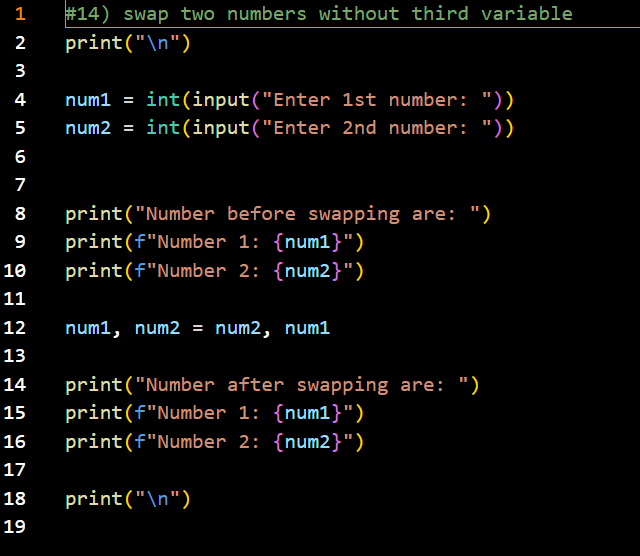 1 #14) swap two numbers without third variable
2 print("\n")
3
4 num1 = int(input("Enter 1st number: "))
5 num2 = int(input("Enter 2nd number: "))
6
7
8 print("Number before swapping are: ")
9 print(f"Number 1: {num1}")
10 print(f"Number 2: {num2}")
11
12 num1, num2 = num2, num1
13
14 print("Number after swapping are: ")
15 print(f"Number 1: {num1}")
16 print(f"Number 2: {num2}")
17
18 print("\n")
19